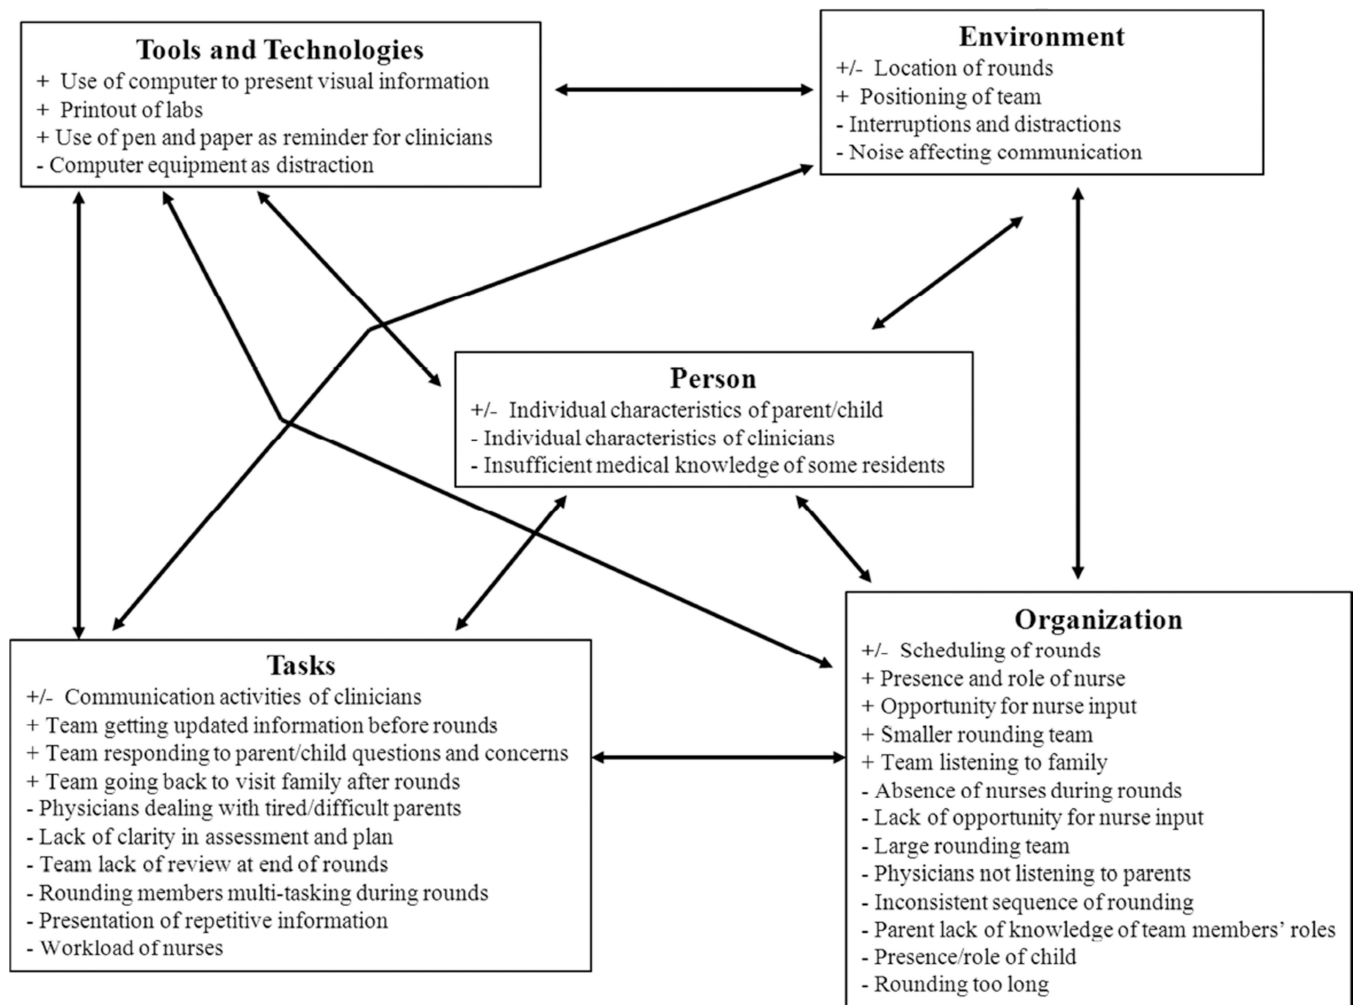 Tools and Technologies
+ Use of computer to present visual information
+ Printout of labs
+ Use of pen and paper as reminder for clinicians
- Computer equipment as distraction
Environment
+/- Location of rounds
+ Positioning of team
- Interruptions and distractions
- Noise affecting communication
Person
+/- Individual characteristics of parent/child
- Individual characteristics of clinicians
- Insufficient medical knowledge of some residents
Tasks
+/- Communication activities of clinicians
+ Team getting updated information before rounds
+ Team responding to parent/child questions and concerns
+ Team going back to visit family after rounds
- Physicians dealing with tired/difficult parents
- Lack of clarity in assessment and plan
- Team lack of review at end of rounds
- Rounding members multi-tasking during rounds
- Presentation of repetitive information
- Workload of nurses
Organization
+/- Scheduling of rounds
+ Presence and role of nurse
+ Opportunity for nurse input
+ Smaller rounding team
+ Team listening to family
- Absence of nurses during rounds
- Lack of opportunity for nurse input
- Large rounding team
- Physicians not listening to parents
- Inconsistent sequence of rounding
- Parent lack of knowledge of team members' roles
- Presence/role of child
- Rounding too long